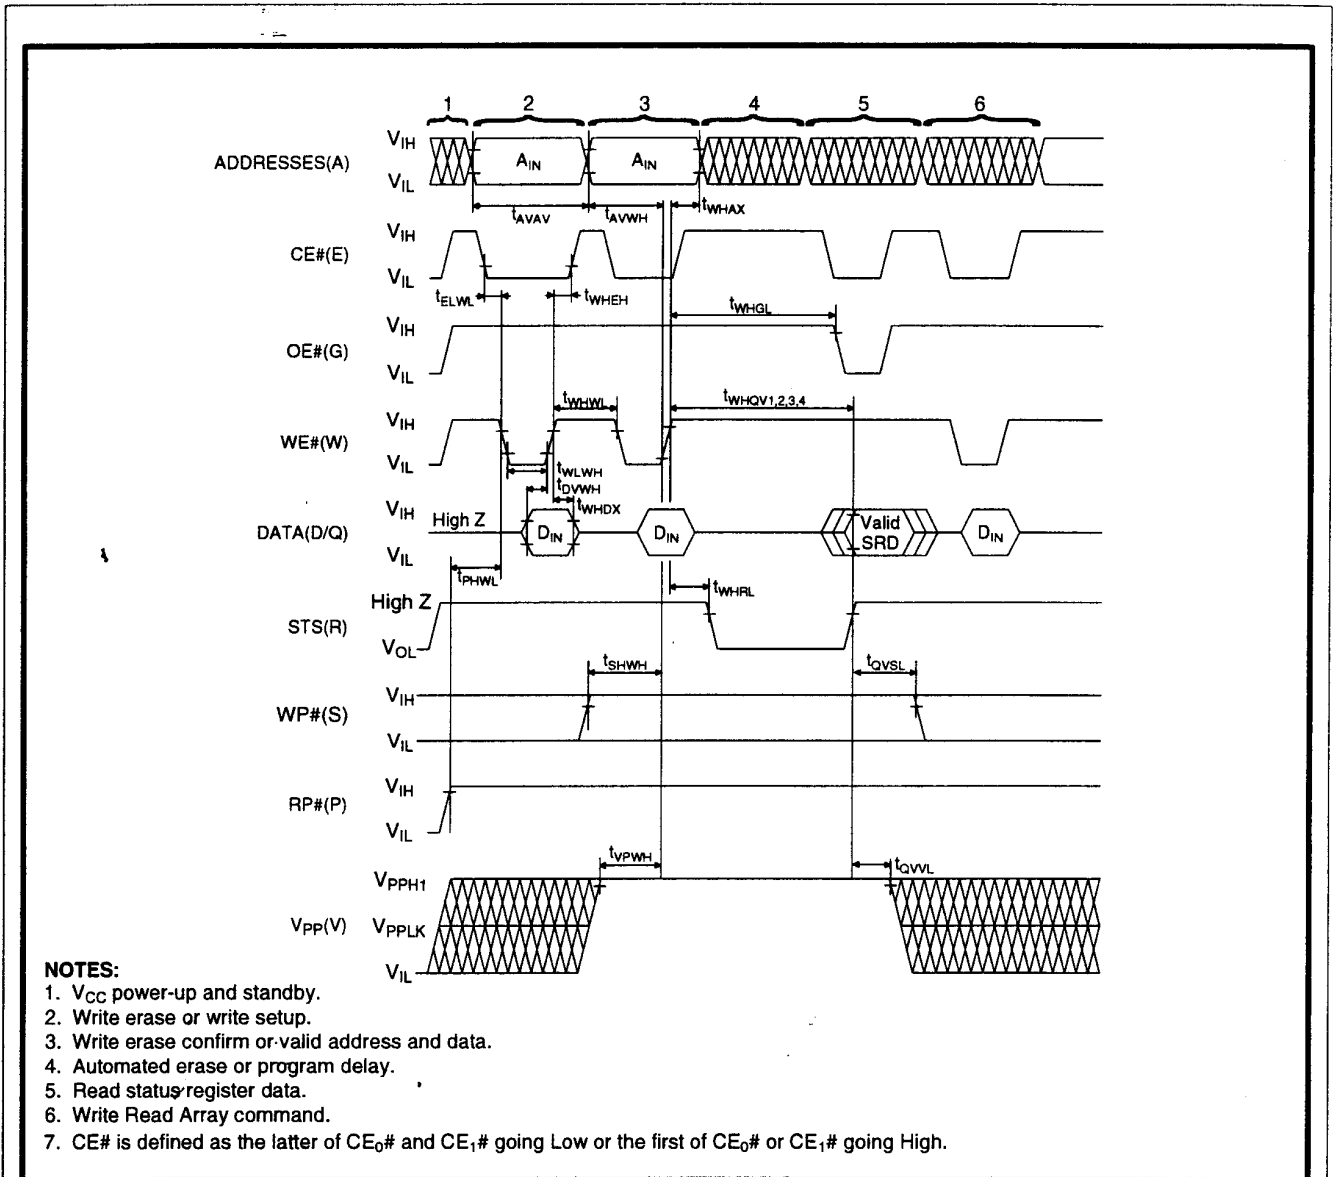 1 2 3 4 5 6
ADDRESSES(A) VIH VIL AIN AIN
tAVAV tAVWH tWHAX
CE#(E) VIH VIL
tELWL tWHEH tWHGL
OE#(G) VIH VIL
tWHWL tWHQV1,2,3,4
WE#(W) VIH VIL
tWLWH
tDVWH
tWHDX
DATA(D/Q) VIH VIL High Z DIN DIN Valid SRD DIN
tPHWL tWHRL
STS(R) High Z VOL
tSHWH tQVSL
WP#(S) VIH VIL
RP#(P) VIH VIL
tVPWH tQVVL
VPP(V) VPPH1 VPPLK VIL
NOTES:
1. VCC power-up and standby.
2. Write erase or write setup.
3. Write erase confirm or valid address and data.
4. Automated erase or program delay.
5. Read status register data.
6. Write Read Array command.
7. CE# is defined as the latter of CE0# and CE1# going Low or the first of CE0# or CE1# going High.